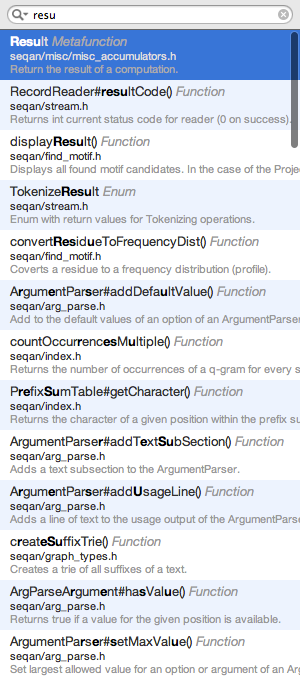 resu
Result Metafunction
seqan/misc/misc_accumulators.h
Return the result of a computation.
RecordReader#resultCode() Function
seqan/stream.h
Returns int current status code for reader (0 on success).
displayResult() Function
seqan/find_motif.h
Displays all found motif candidates. In the case of the Proje
TokenizeResult Enum
seqan/stream.h
Enum with return values for Tokenizing operations.
convertResidueToFrequencyDist() Function
seqan/find_motif.h
Coverts a residue to a frequency distribution (profile).
ArgumentParser#addDefaultValue() Function
seqan/arg_parse.h
Add to the default values of an option of an ArgumentParser
countOccurrencesMultiple() Function
seqan/index.h
Returns the number of occurrences of a q-gram for every s
PrefixSumTable#getCharacter() Function
seqan/index.h
Returns the character of a given position within the prefix su
ArgumentParser#addTextSubSection() Function
seqan/arg_parse.h
Adds a text subsection to the ArgumentParser.
ArgumentParser#addUsageLine() Function
seqan/arg_parse.h
Adds a line of text to the usage output of the ArgumentParse
createSuffixTrie() Function
seqan/graph_types.h
Creates a trie of all suffixes of a text.
ArgParseArgument#hasValue() Function
seqan/arg_parse.h
Returns true if a value for the given position is available.
ArgumentParser#setMaxValue() Function
seqan/arg_parse.h
Set largest allowed value for an option or argument of an Arg